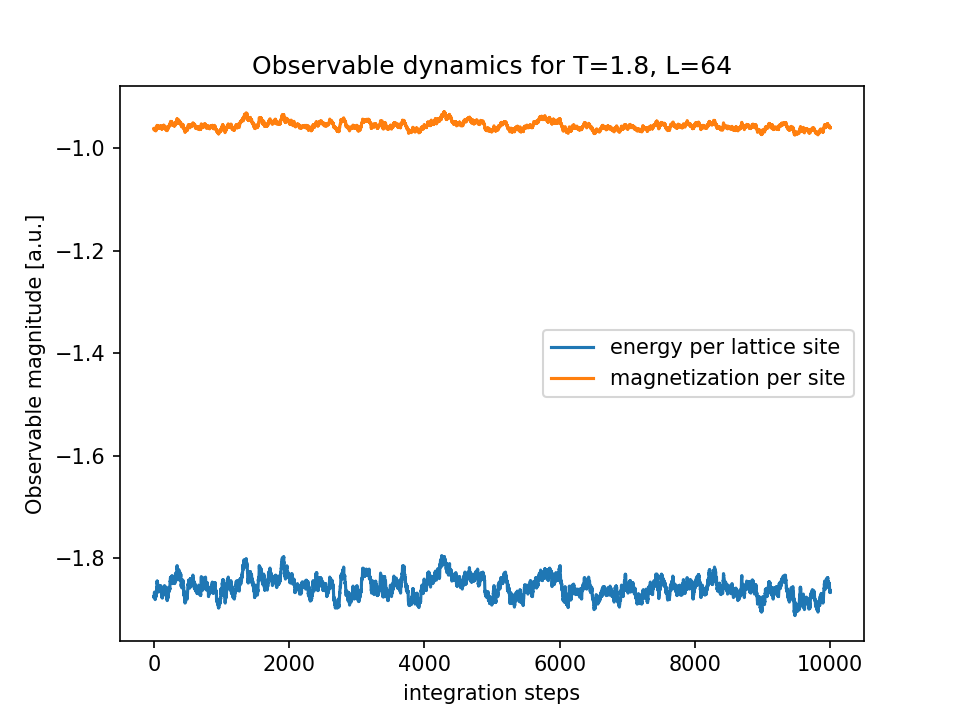 Observable dynamics for T=1.8, L=64
Observable magnitude [a.u.]
−1.0
−1.2
−1.4
−1.6
−1.8
energy per lattice site
magnetization per site
0 2000 4000 6000 8000 10000
integration steps